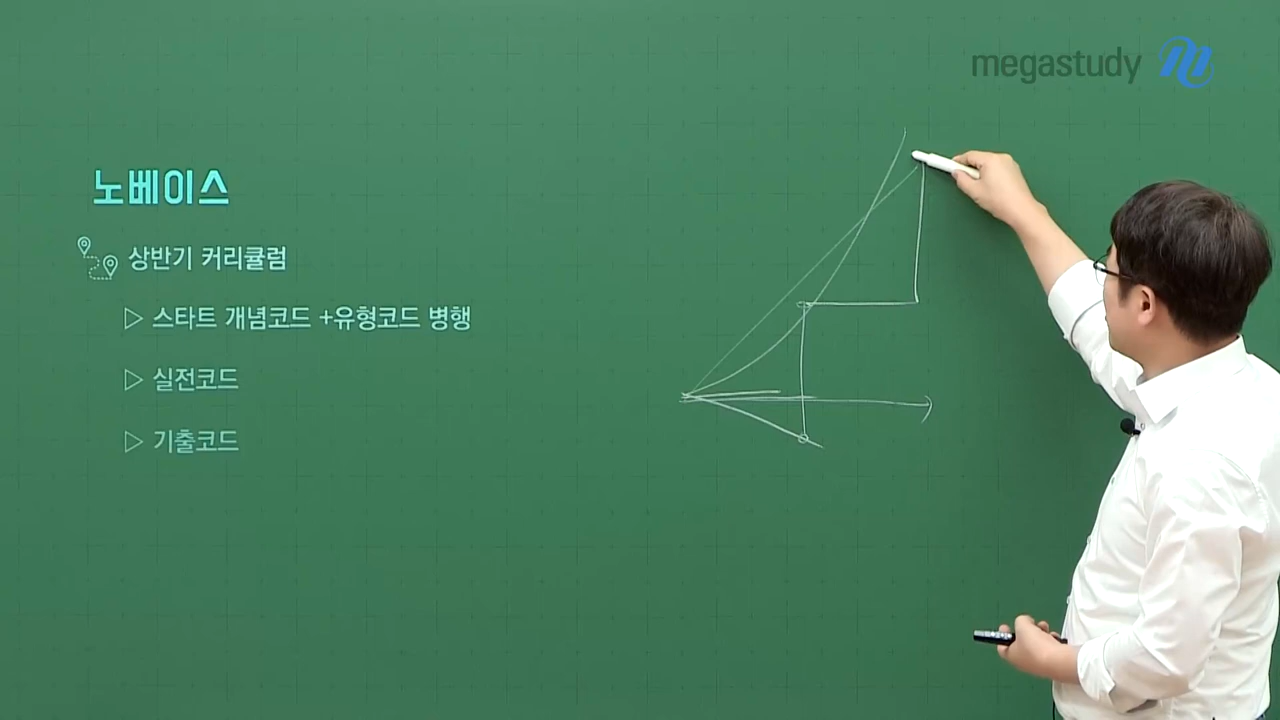 megastudy
노베이스
상반기 커리큘럼
▷ 스타트 개념코드 +유형코드 병행
▷ 실전코드
▷ 기출코드